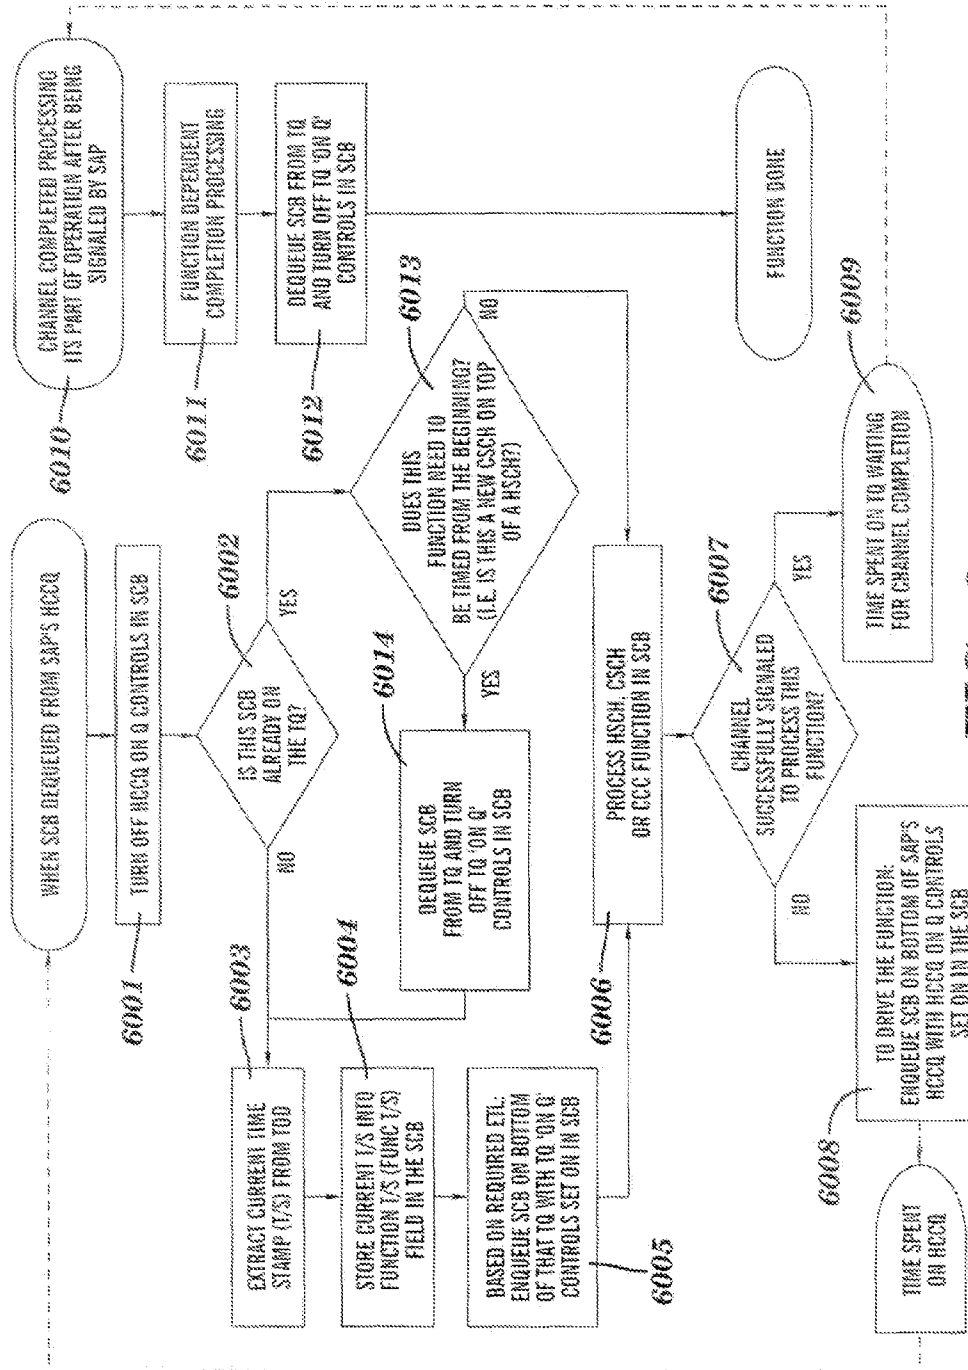 WHEN SCB DEQUEUED FROM SAP'S HCCQ
6001
TURN OFF HCCQ ON Q CONTROLS IN SCB
6002
IS THIS SCB
ALREADY ON
THE TQ?
NO
YES
6003
EXTRACT CURRENT TIME
STAMP (T/S) FROM TOD
6004
STORE CURRENT T/S INTO
FUNCTION T/S (FUNC T/S)
FIELD IN THE SCB
6005
BASED ON REQUIRED ETL:
ENQUEUE SCB ON BOTTOM
OF THAT TQ WITH TQ 'ON Q'
CONTROLS SET ON IN SCB
6013
DOES THIS
FUNCTION NEED TO
BE TIMED FROM THE BEGINNING?
(I.E. IS THIS A NEW CSCH ON TOP
OF A HSCH?)
YES
NO
6014
DEQUEUE SCB
FROM TQ AND TURN
OFF TQ 'ON Q'
CONTROLS IN SCB
6006
PROCESS HSCH, CSCH
OR CCC FUNCTION IN SCB
6007
CHANNEL
SUCCESSFULLY SIGNALED
TO PROCESS THIS
FUNCTION?
NO
YES
6008
TO DRIVE THE FUNCTION:
ENQUEUE SCB ON BOTTOM OF SAP'S
HCCQ WITH HCCQ ON Q CONTROLS
SET ON IN THE SCB
TIME SPENT
ON HCCQ
6009
TIME SPENT ON TQ WAITING
FOR CHANNEL COMPLETION
6010
CHANNEL COMPLETED PROCESSING
ITS PART OF OPERATION AFTER BEING
SIGNALED BY SAP
6011
FUNCTION DEPENDENT
COMPLETION PROCESSING
6012
DEQUEUE SCB FROM TQ
AND TURN OFF TQ 'ON Q'
CONTROLS IN SCB
FUNCTION DONE